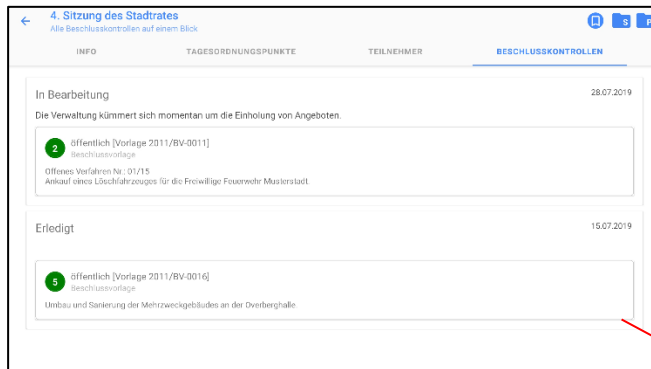 4. Sitzung des Stadtrates
Alle Beschlusskontrollen auf einem Blick
S
P
INFO
TAGESORDNUNGSPUNKTE
TEILNEHMER
BESCHLUSSKONTROLLEN
In Bearbeitung
28.07.2019
Die Verwaltung kümmert sich momentan um die Einholung von Angeboten.
2
öffentlich [Vorlage 2011/BV-0011]
Beschlussvorlage
Offenes Verfahren Nr.: 01/15
Ankauf eines Löschfahrzeuges für die Freiwillige Feuerwehr Musterstadt.
Erledigt
15.07.2019
5
öffentlich [Vorlage 2011/BV-0016]
Beschlussvorlage
Umbau und Sanierung der Mehrzweckgebäudes an der Overberghalle.